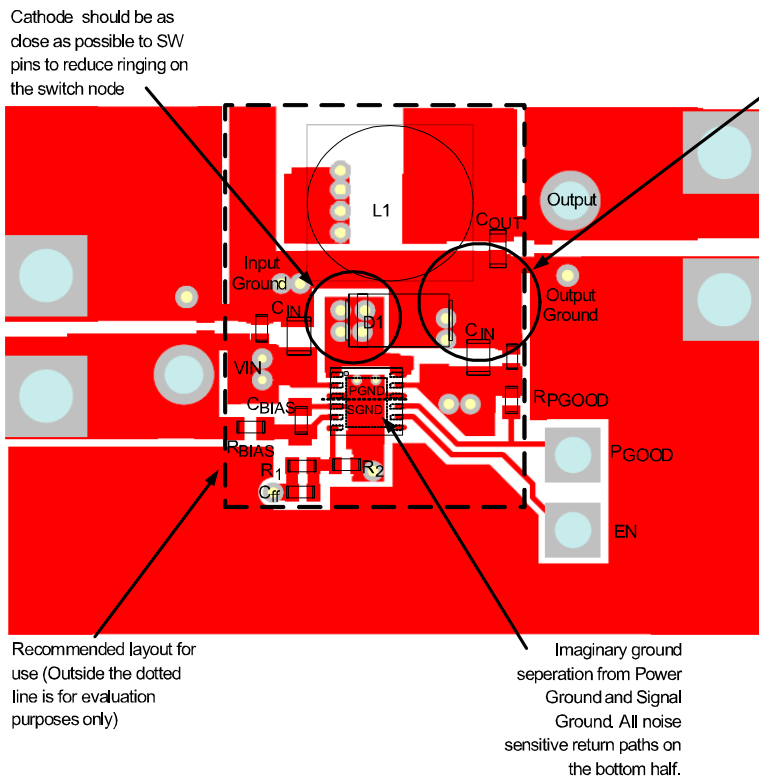 Cathode should be as
close as possible to SW
pins to reduce ringing on
the switch node
L1
Output
COUT
Input
Ground
Output
Ground
CIN
D1
CIN
VIN
PGND
SGND
CBIAS
RPGOOD
RBIAS
R1
R2
Cff
PGOOD
EN
Recommended layout for
use (Outside the dotted
line is for evaluation
purposes only)
Imaginary ground
seperation from Power
Ground and Signal
Ground. All noise
sensitive return paths on
the bottom half.